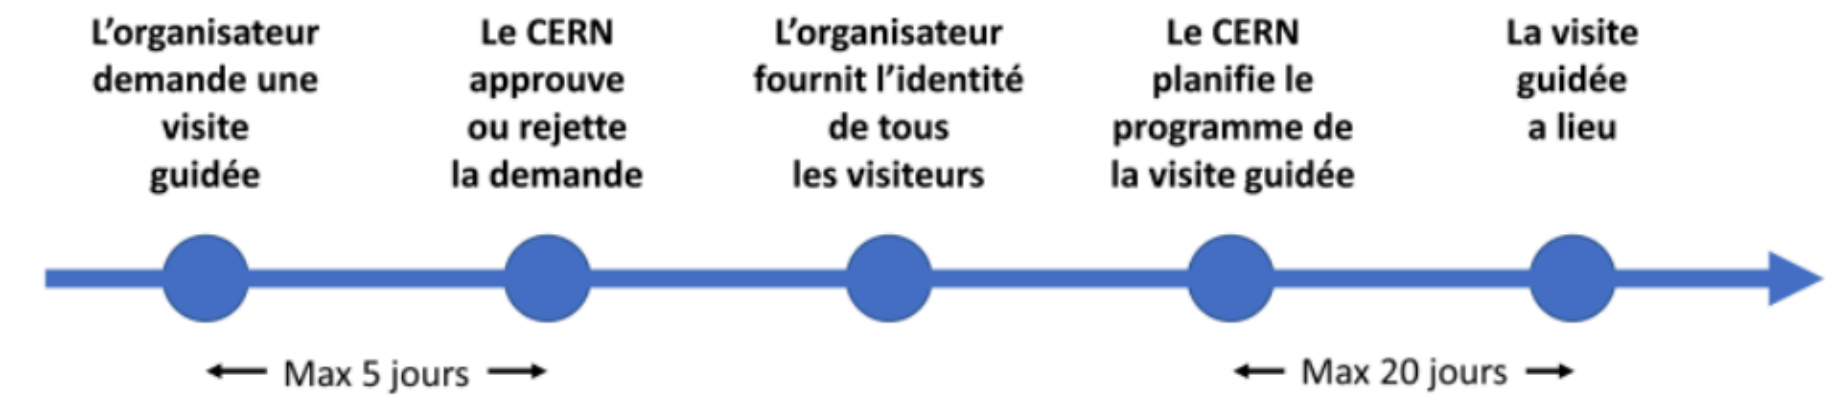 L'organisateur
demande une
visite
guidée
Le CERN
approuve
ou rejette
la demande
L'organisateur
fournit l'identité
de tous
les visiteurs
Le CERN
planifie le
programme de
la visite guidée
La visite
guidée
a lieu
Max 5 jours
Max 20 jours